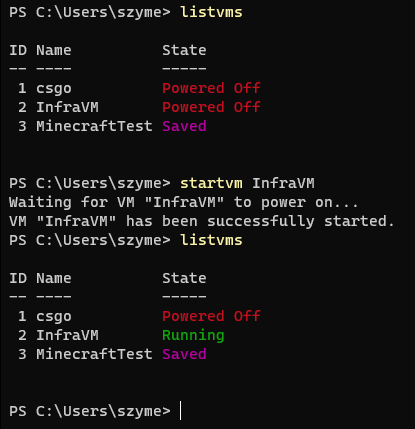 PS C:\Users\szyme> listvms
ID Name State
-- ---- -----
1 csgo Powered Off
2 InfraVM Powered Off
3 MinecraftTest Saved
PS C:\Users\szyme> startvm InfraVM
Waiting for VM "InfraVM" to power on...
VM "InfraVM" has been successfully started.
PS C:\Users\szyme> listvms
ID Name State
-- ---- -----
1 csgo Powered Off
2 InfraVM Running
3 MinecraftTest Saved
PS C:\Users\szyme>